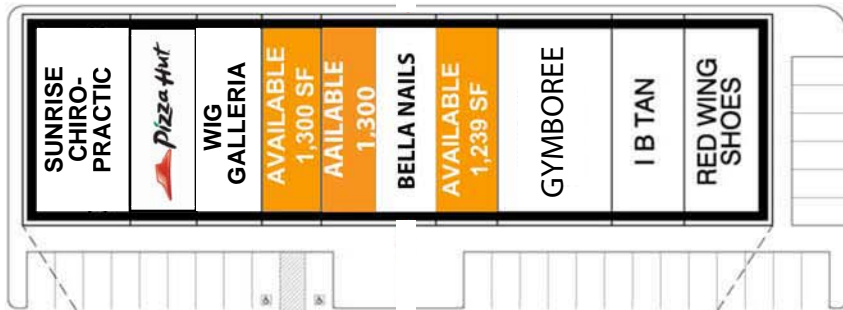 SUNRISE
CHIRO-
PRACTIC
Pizza Hut
WIG
GALLERIA
AVAILABLE
1,300 SF
AAILABLE
1,300
BELLA NAILS
AVAILABLE
1,239 SF
GYMBOREE
I B TAN
RED WING
SHOES